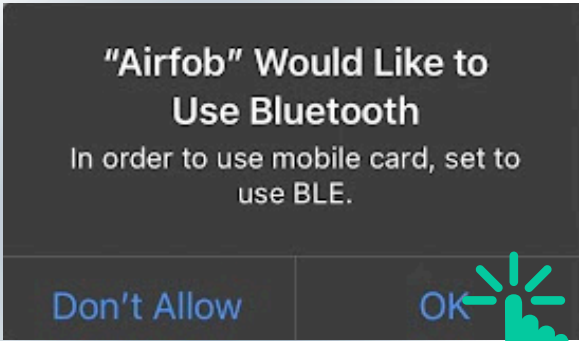 “Airfob” Would Like to
Use Bluetooth
In order to use mobile card, set to
use BLE.
Don’t Allow
OK